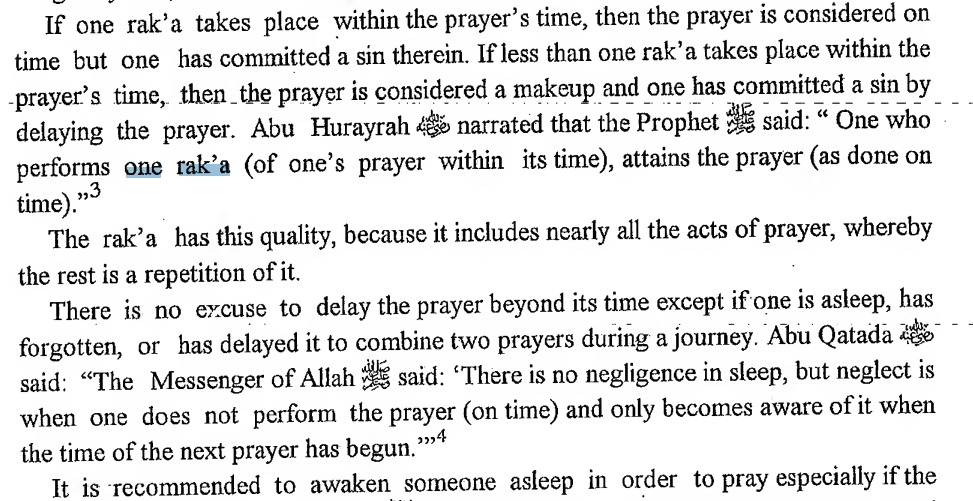 If one rak’a takes place within the prayer’s time, then the prayer is considered on
time but one has committed a sin therein. If less than one rak’a takes place within the
prayer’s time, then the prayer is considered a makeup and one has committed a sin by
delaying the prayer. Abu Hurayrah narrated that the Prophet ﷺ said: “ One who
performs one rak’a (of one’s prayer within its time), attains the prayer (as done on
time).”3
The rak’a has this quality, because it includes nearly all the acts of prayer, whereby
the rest is a repetition of it.
There is no excuse to delay the prayer beyond its time except if one is asleep, has
forgotten, or has delayed it to combine two prayers during a journey. Abu Qatada
said: “The Messenger of Allah ﷺ said: ‘There is no negligence in sleep, but neglect is
when one does not perform the prayer (on time) and only becomes aware of it when
the time of the next prayer has begun.’”4
It is recommended to awaken someone asleep in order to pray especially if the